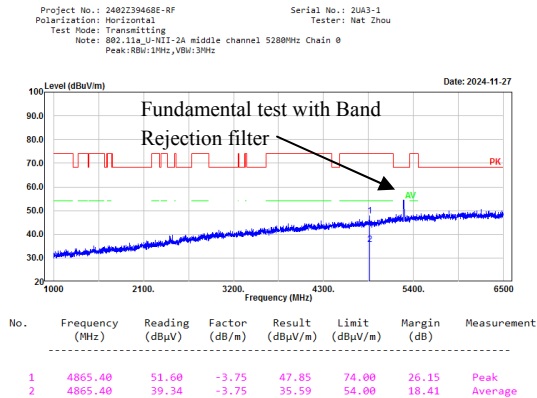 Project No.: 2402Z39468E-RF Serial No.: 2UA3-1
Polarization: Horizontal Tester: Nat Zhou
Test Mode: Transmitting
Note: 802.11a_U-NII-2A middle channel 5280MHz Chain 0
Peak:RBW:1MHz,VBW:3MHz
Level (dBuV/m) Date: 2024-11-27
100
90.0
80.0
70.0
60.0
50.0
40.0
30.0
20
Fundamental test with Band
Rejection filter
PK
AV
1
2
1000 2100. 3200. 4300. 5400. 6500
Frequency (MHz)
No. Frequency Reading Factor Result Limit Margin Measurement
(MHz) (dBμV) (dB/m) (dBμV/m) (dBμV/m) (dB)
1 4865.40 51.60 -3.75 47.85 74.00 26.15 Peak
2 4865.40 39.34 -3.75 35.59 54.00 18.41 Average